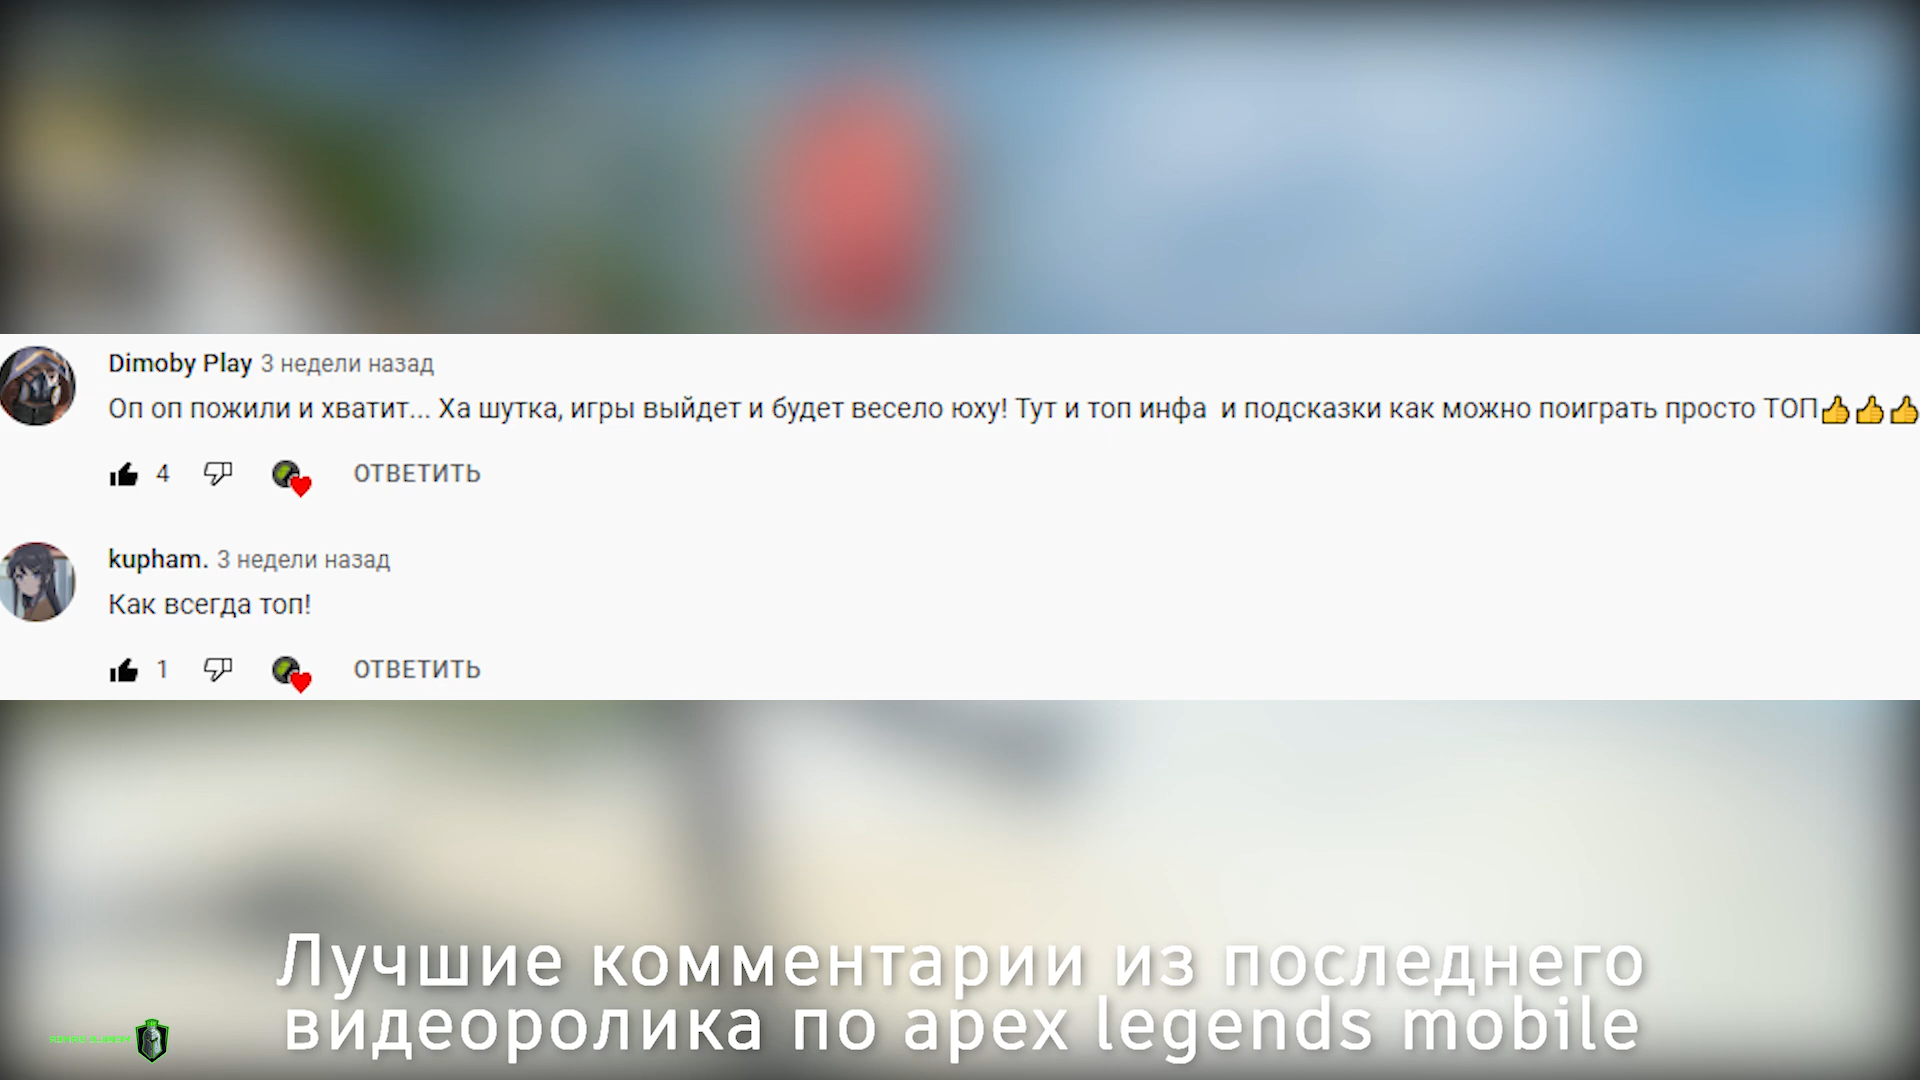 Dimoby Play 3 недели назад
Оп оп пожили и хватит... Ха шутка, игры выйдет и будет весело юху! Тут и топ инфа и подсказки как можно поиграть просто ТОП👍👍👍
4 ОТВЕТИТЬ
kupham. 3 недели назад
Как всегда топ!
1 ОТВЕТИТЬ
Лучшие комментарии из последнего
видеоролика по apex legends mobile